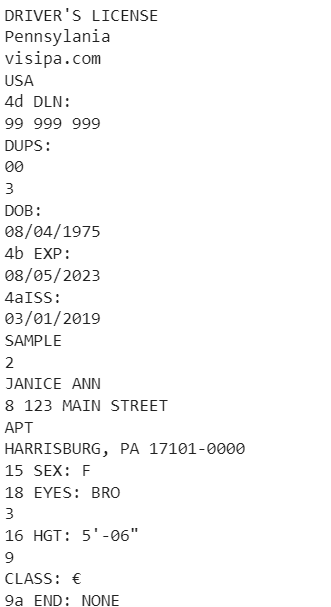 DRIVER'S LICENSE
Pennsylania
visipa.com
USA
4d DLN:
99 999 999
DUPS:
00
3
DOB:
08/04/1975
4b EXP:
08/05/2023
4aISS:
03/01/2019
SAMPLE
2
JANICE ANN
8 123 MAIN STREET
APT
HARRISBURG, PA 17101-0000
15 SEX: F
18 EYES: BRO
3
16 HGT: 5'-06"
9
CLASS: €
9a END: NONE